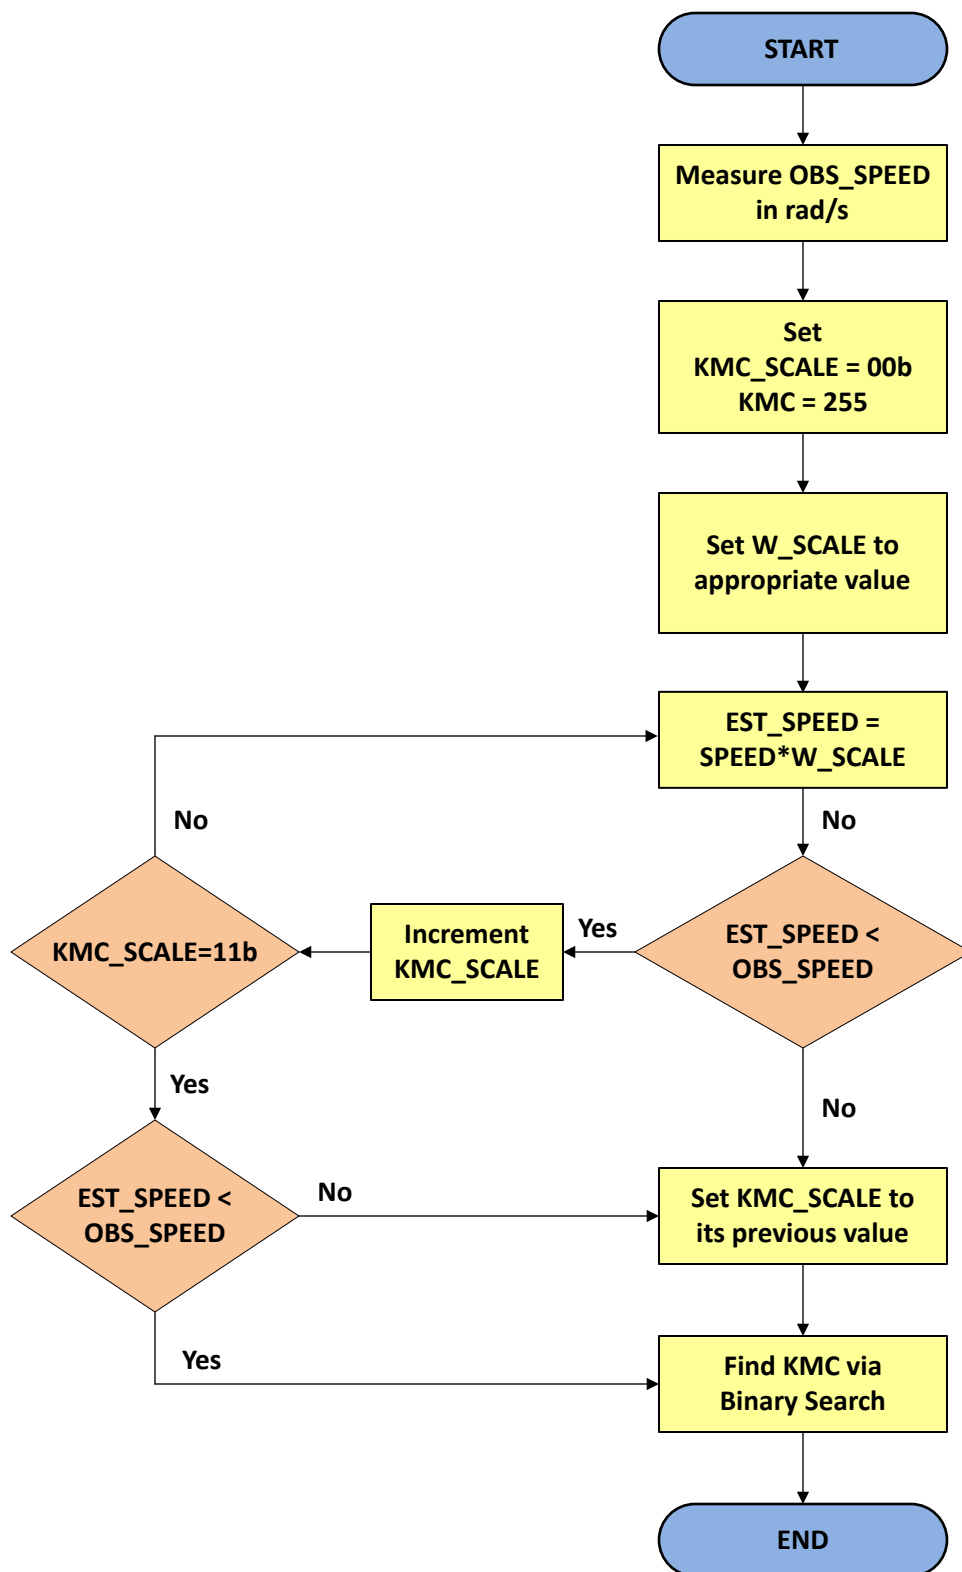 START
Measure OBS_SPEED
in rad/s
Set
KMC_SCALE = 00b
KMC = 255
Set W_SCALE to
appropriate value
EST_SPEED =
SPEED*W_SCALE
No
No
EST_SPEED <
OBS_SPEED
Yes
Increment
KMC_SCALE
KMC_SCALE=11b
Yes
No
EST_SPEED <
OBS_SPEED
No
Set KMC_SCALE to
its previous value
Yes
Find KMC via
Binary Search
END